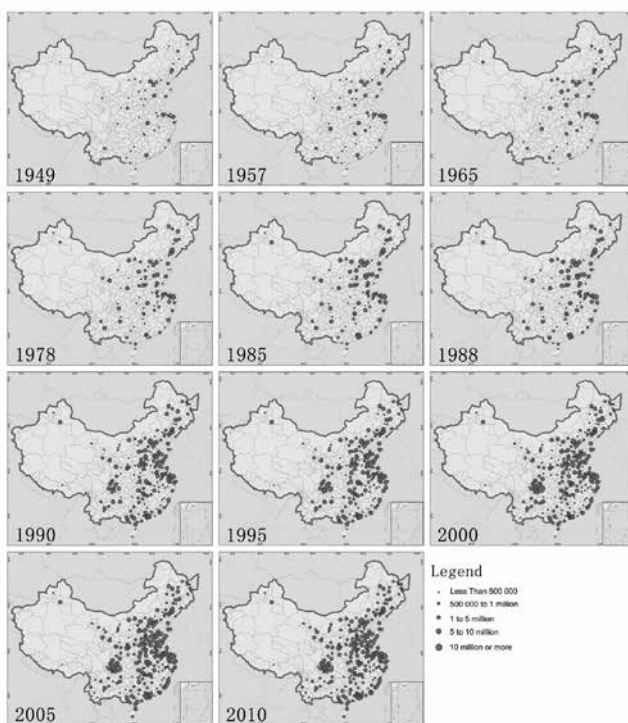 1949
1957
1965
1978
1985
1988
1990
1995
2000
Legend
Less Than 500 000
500 000 to 1 million
1 to 5 million
5 to 10 million
10 million or more
2005
2010